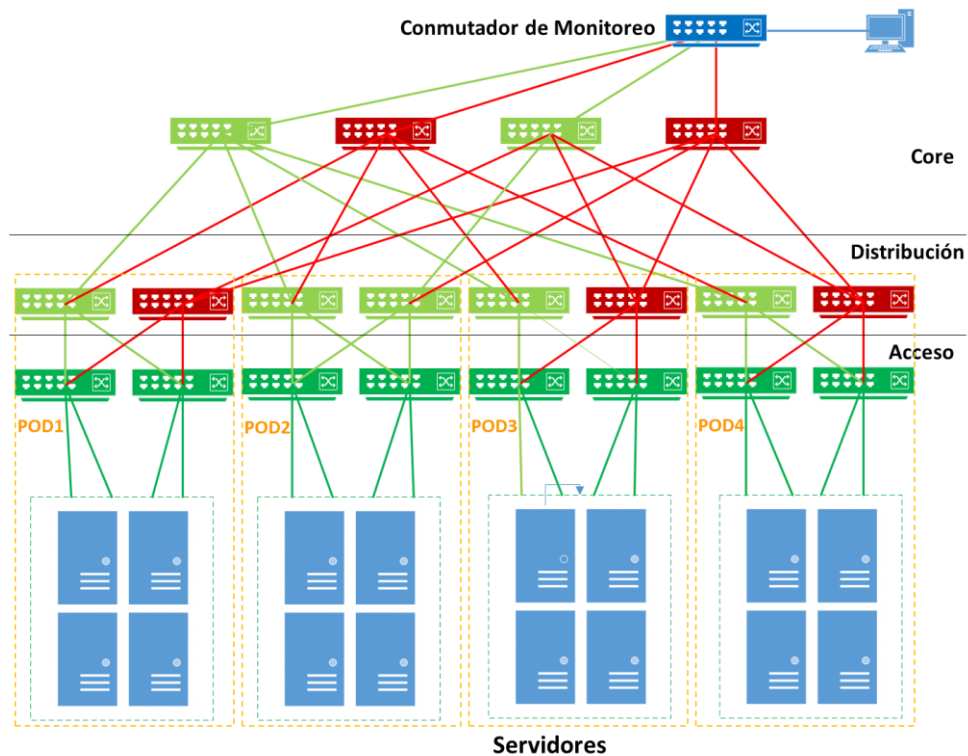 Conmutador de Monitoreo
Core
Distribución
Acceso
POD1
POD2
POD3
POD4
Servidores